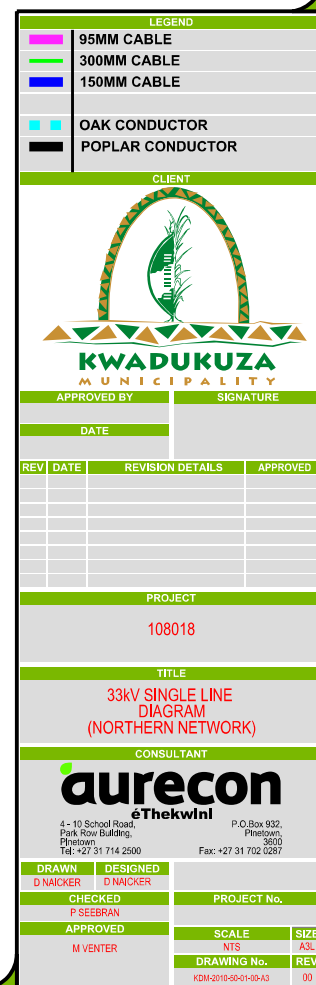 LEGEND
95MM CABLE
300MM CABLE
150MM CABLE
OAK CONDUCTOR
POPLAR CONDUCTOR
CLIENT
KWADUKUZA
MUNICIPALITY
APPROVED BY
SIGNATURE
DATE
REV DATE REVISION DETAILS APPROVED
PROJECT
108018
TITLE
33kV SINGLE LINE
DIAGRAM
(NORTHERN NETWORK)
CONSULTANT
aurecon
éThekwini
4 - 10 School Road,
Park Row Building,
Pinetown
Tel: +27 31 714 2500
P.O.Box 932,
Pinetown,
3600
Fax: +27 31 702 0287
DRAWN DESIGNED
D NAICKER D NAICKER
CHECKED
P SEEBRAN
PROJECT No.
APPROVED
M VENTER
SCALE SIZE
NTS A3L
DRAWING No. REV
KDM-2010-50-01-00-A3 00